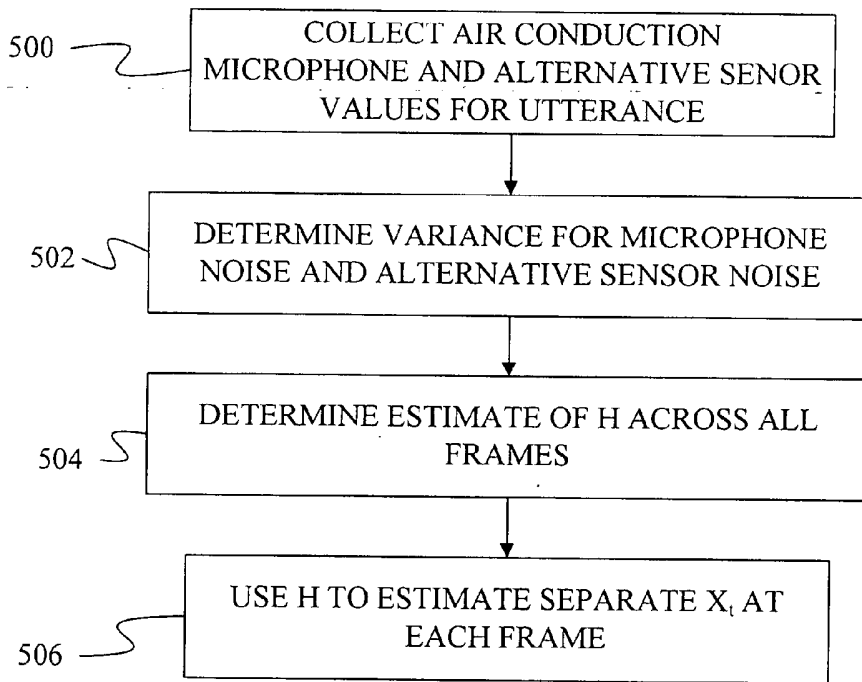 500
COLLECT AIR CONDUCTION
MICROPHONE AND ALTERNATIVE SENOR
VALUES FOR UTTERANCE
502
DETERMINE VARIANCE FOR MICROPHONE
NOISE AND ALTERNATIVE SENSOR NOISE
504
DETERMINE ESTIMATE OF H ACROSS ALL
FRAMES
506
USE H TO ESTIMATE SEPARATE Xₜ AT
EACH FRAME